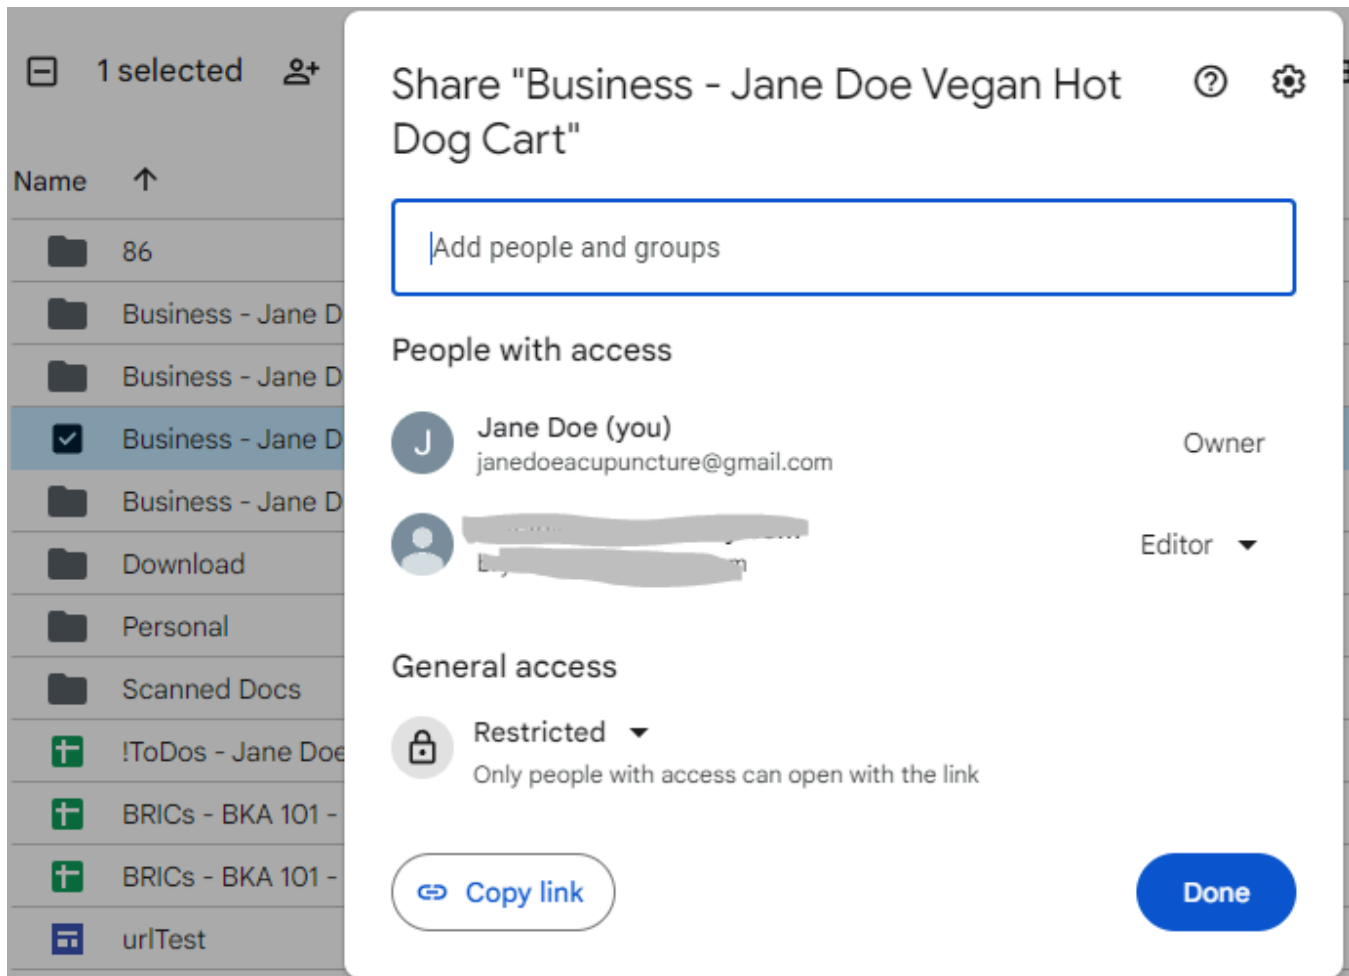 1 selected
Name
86
Business - Jane D
Business - Jane D
Business - Jane D
Business - Jane D
Download
Personal
Scanned Docs
!ToDos - Jane Doe
BRICs - BKA 101 -
BRICs - BKA 101 -
urlTest
Share "Business - Jane Doe Vegan Hot
Dog Cart"
Add people and groups
People with access
J
Jane Doe (you)
Owner
janedoeacupuncture@gmail.com
Editor
General access
Restricted
Only people with access can open with the link
Copy link
Done